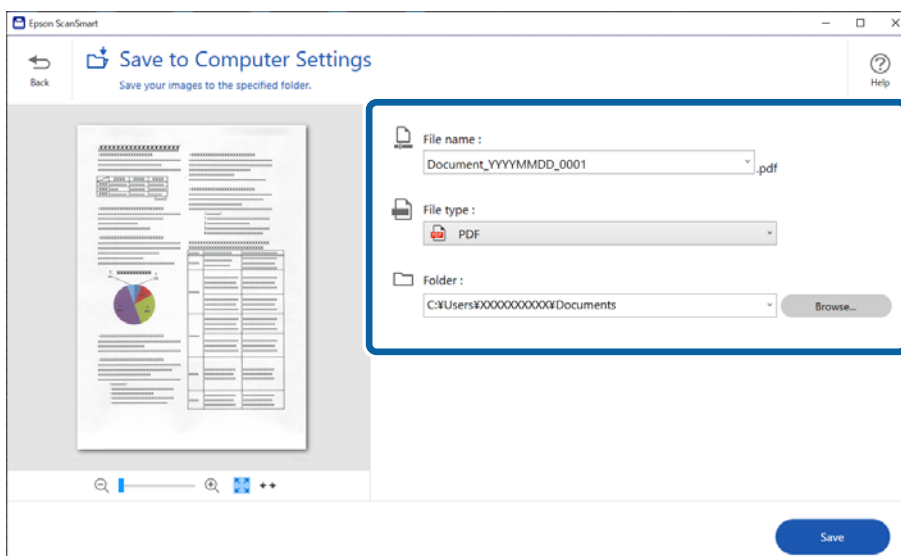 Epson ScanSmart
Back
Save to Computer Settings
Save your images to the specified folder.
Help
File name :
Document_YYYYMMDD_0001
.pdf
File type :
PDF
PDF
Folder :
C:¥Users¥XXXXXXXXXX¥Documents
Browse...
Save